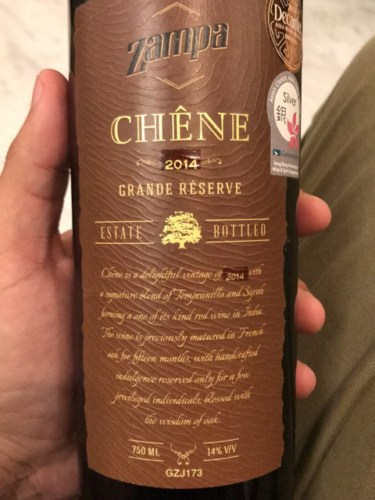 zampa
Decanter
Silver
銀
CHÊNE
2014
GRANDE RÉSERVE
ESTATE BOTTLED
Chêne is a delightful vintage of 2014 with
a signature blend of Tempranillo and Syrah
forming a one of its kind red wine in India.
The wine is preciously matured in French
oak for fifteen months, with handcrafted
indulgence reserved only for a few
privileged individuals, blessed with
the wisdom of oak.
750 ML 14% V/V
GZJ173